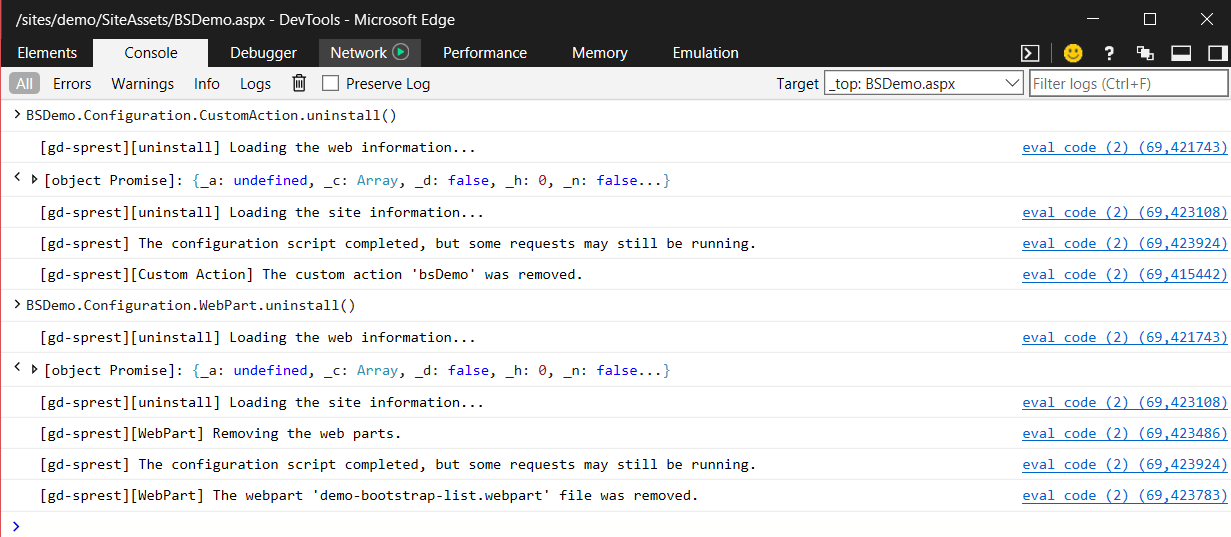 /sites/demo/SiteAssets/BSDemo.aspx - DevTools - Microsoft Edge
Elements Console Debugger Network Performance Memory Emulation
All Errors Warnings Info Logs Preserve Log Target _top: BSDemo.aspx Filter logs (Ctrl+F)
BSDemo.Configuration.CustomAction.uninstall()
[gd-sprest][uninstall] Loading the web information... eval code (2) (69,421743)
[object Promise]: {_a: undefined, _c: Array, _d: false, _h: 0, _n: false...}
[gd-sprest][uninstall] Loading the site information... eval code (2) (69,423108)
[gd-sprest] The configuration script completed, but some requests may still be running. eval code (2) (69,423924)
[gd-sprest][Custom Action] The custom action 'bsDemo' was removed. eval code (2) (69,415442)
BSDemo.Configuration.WebPart.uninstall()
[gd-sprest][uninstall] Loading the web information... eval code (2) (69,421743)
[object Promise]: {_a: undefined, _c: Array, _d: false, _h: 0, _n: false...}
[gd-sprest][uninstall] Loading the site information... eval code (2) (69,423108)
[gd-sprest][WebPart] Removing the web parts. eval code (2) (69,423486)
[gd-sprest] The configuration script completed, but some requests may still be running. eval code (2) (69,423924)
[gd-sprest][WebPart] The webpart 'demo-bootstrap-list.webpart' file was removed. eval code (2) (69,423783)